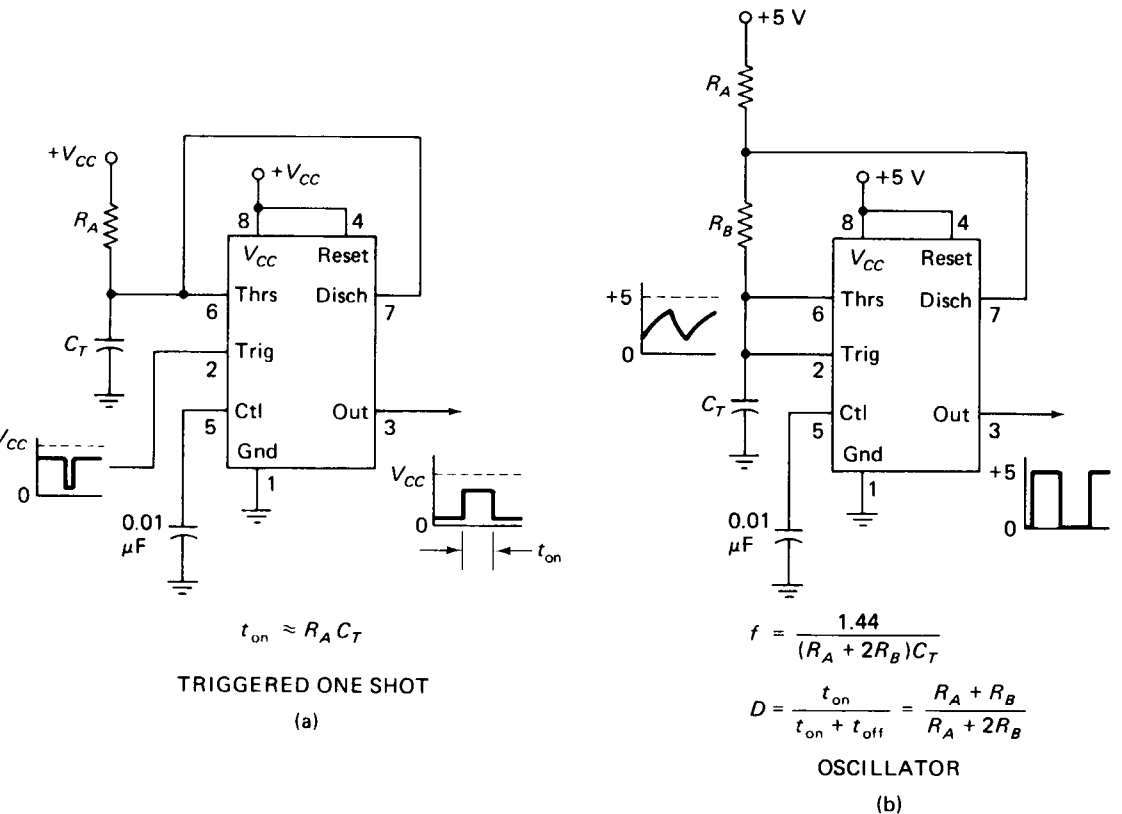 +V_CC
+V_CC
R_A
8
4
V_CC
Reset
Thrs
Disch
6
7
C_T
Trig
2
Ctl
Out
5
3
Gnd
1
V_CC
0
V_CC
0
t_on
0.01
μF
t_on ≈ R_A C_T
TRIGGERED ONE SHOT
(a)
+5 V
R_A
+5 V
R_B
8
4
V_CC
Reset
+5
0
Thrs
Disch
6
7
Trig
2
C_T
Ctl
Out
5
3
Gnd
1
+5
0
0.01
μF
f = 1.44 / (R_A + 2R_B)C_T
D = t_on / t_on + t_off = R_A + R_B / R_A + 2R_B
OSCILLATOR
(b)